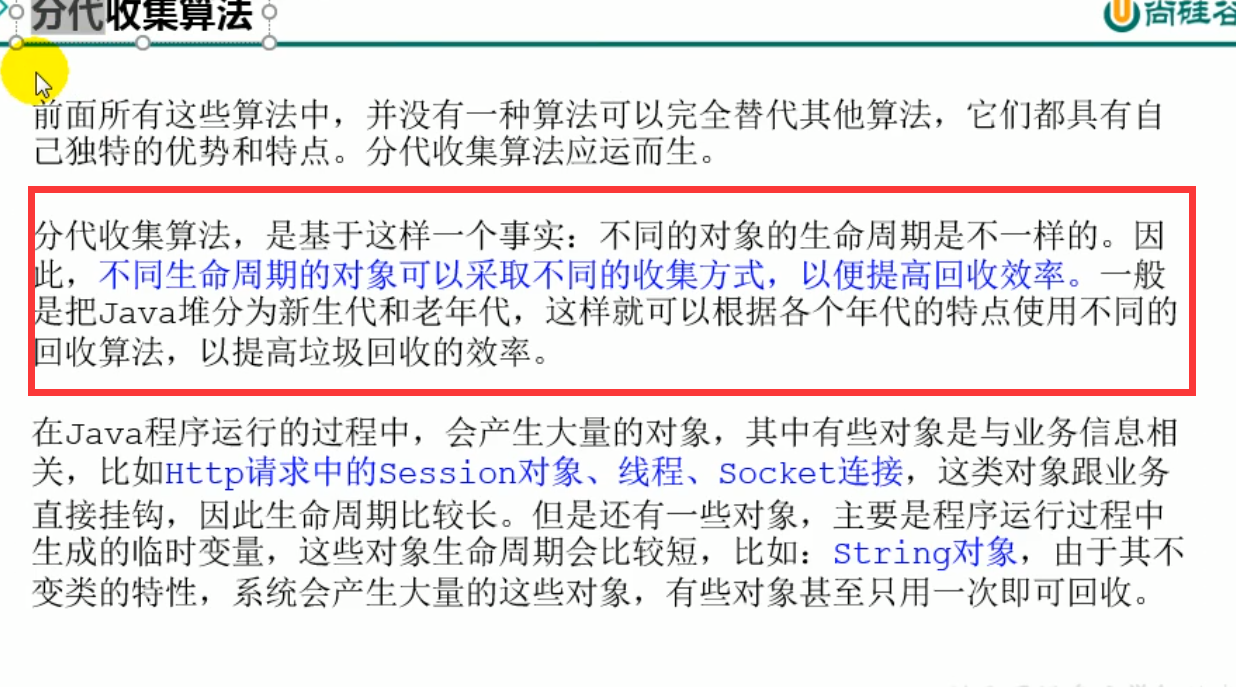 分代收集算法
尚硅谷
前面所有这些算法中，并没有一种算法可以完全替代其他算法，它们都具有自
己独特的优势和特点。分代收集算法应运而生。
分代收集算法，是基于这样一个事实：不同的对象的生命周期是不一样的。因
此，不同生命周期的对象可以采取不同的收集方式，以便提高回收效率。一般
是把Java堆分为新生代和老年代，这样就可以根据各个年代的特点使用不同的
回收算法，以提高垃圾回收的效率。
在Java程序运行的过程中，会产生大量的对象，其中有些对象是与业务信息相
关，比如Http请求中的Session对象、线程、Socket连接，这类对象跟业务
直接挂钩，因此生命周期比较长。但是还有一些对象，主要是程序运行过程中
生成的临时变量，这些对象生命周期会比较短，比如：String对象，由于其不
变类的特性，系统会产生大量的这些对象，有些对象甚至只用一次即可回收。